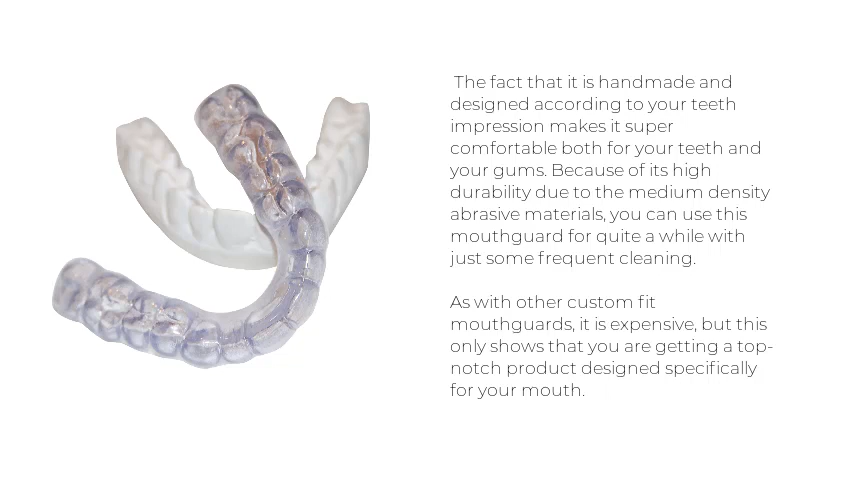 The fact that it is handmade and
designed according to your teeth
impression makes it super
comfortable both for your teeth and
your gums. Because of its high
durability due to the medium density
abrasive materials, you can use this
mouthguard for quite a while with
just some frequent cleaning.
As with other custom fit
mouthguards, it is expensive, but this
only shows that you are getting a top-
notch product designed specifically
for your mouth.